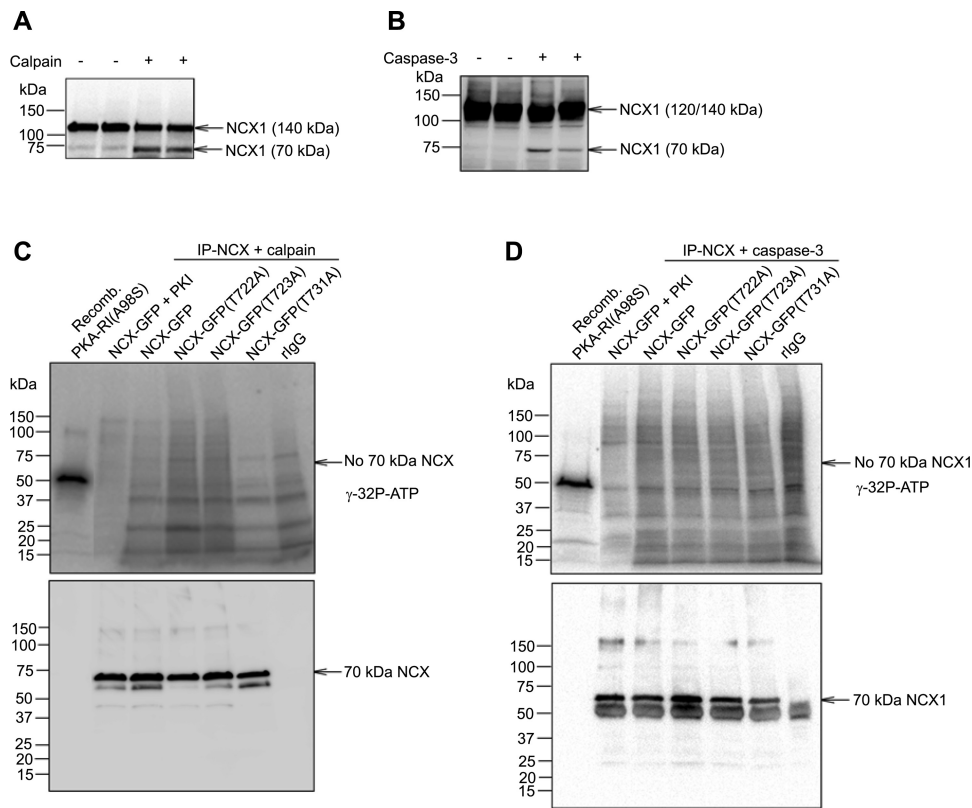 A
Calpain - - + +
kDa
150
100
75
NCX1 (140 kDa)
NCX1 (70 kDa)
B
Caspase-3 - - + +
kDa
150
100
75
NCX1 (120/140 kDa)
NCX1 (70 kDa)
C
IP-NCX + calpain
Recomb.
PKA-RI(A98S)
NCX-GFP + PKI
NCX-GFP
NCX-GFP(T722A)
NCX-GFP(T723A)
NCX-GFP(T731A)
rIgG
kDa
150
100
75
50
37
25
20
15
No 70 kDa NCX
γ-32P-ATP
150
100
75
50
37
25
20
15
70 kDa NCX
D
IP-NCX + caspase-3
Recomb.
PKA-RI(A98S)
NCX-GFP + PKI
NCX-GFP
NCX-GFP(T722A)
NCX-GFP(T723A)
NCX-GFP(T731A)
rIgG
kDa
150
100
75
50
37
25
20
15
No 70 kDa NCX1
γ-32P-ATP
150
100
75
50
37
25
20
15
70 kDa NCX1